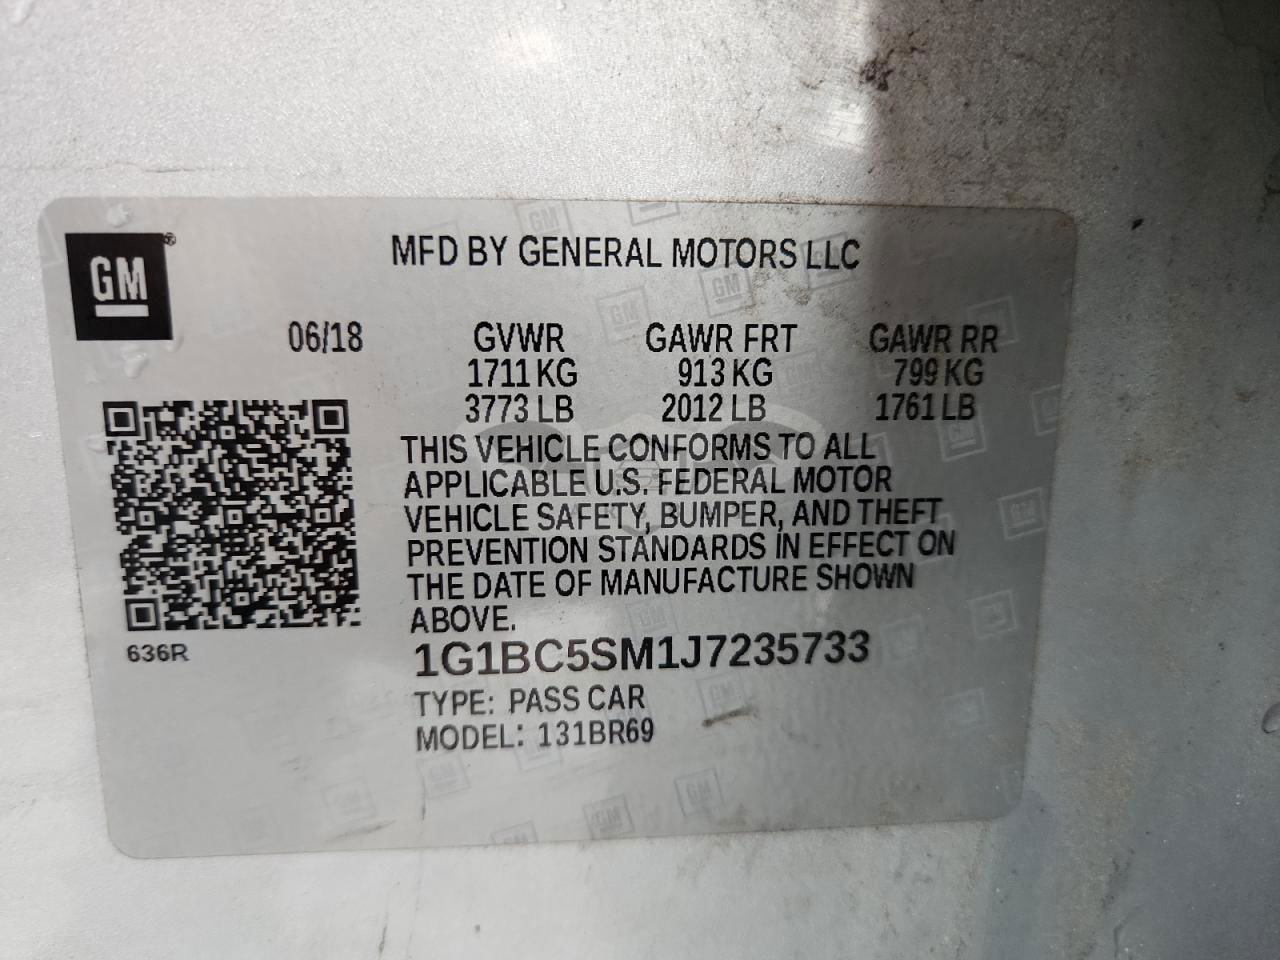 GM ®
MFD BY GENERAL MOTORS LLC
06/18 GVWR GAWR FRT GAWR RR
1711 KG 913 KG 799 KG
3773 LB 2012 LB 1761 LB
THIS VEHICLE CONFORMS TO ALL
APPLICABLE U.S. FEDERAL MOTOR
VEHICLE SAFETY, BUMPER, AND THEFT
PREVENTION STANDARDS IN EFFECT ON
THE DATE OF MANUFACTURE SHOWN
ABOVE.
636R
1G1BC5SM1J7235733
TYPE: PASS CAR
MODEL: 131BR69